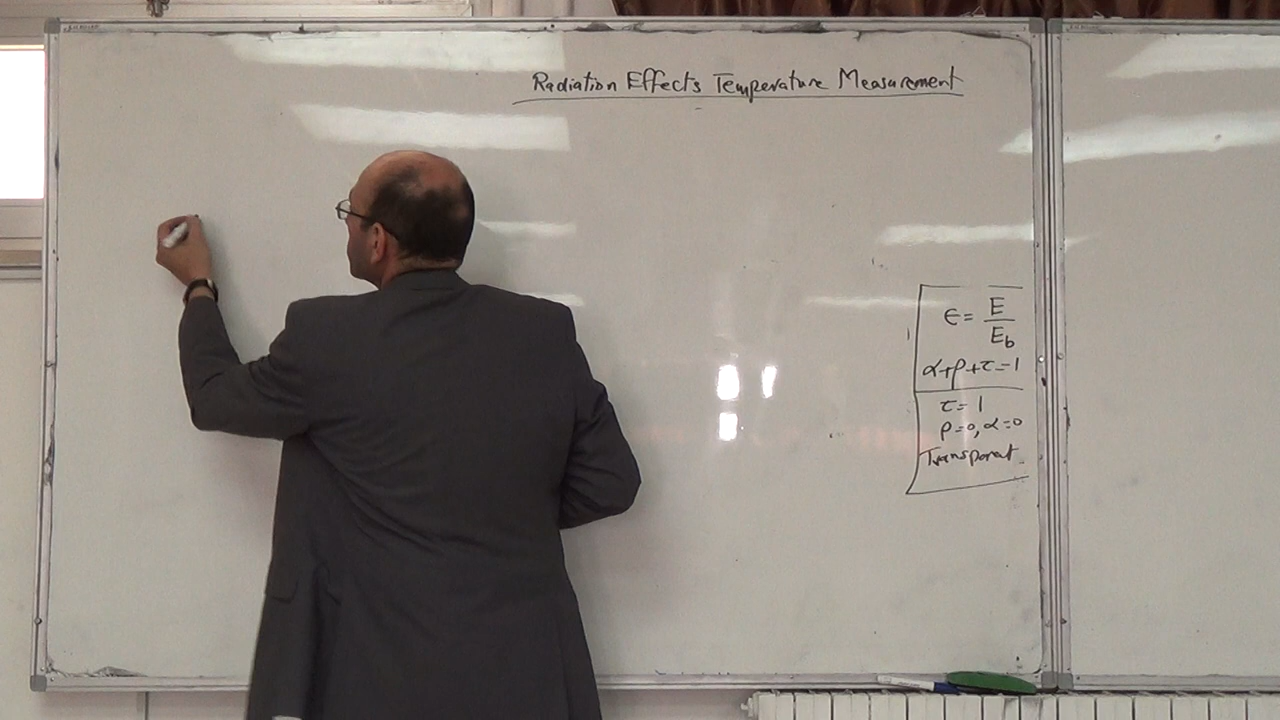 Radiation Effects Temperature Measurement
ϵ = E / E_b
α+ρ+τ=1
τ=1
ρ=0, α=0
Transparent